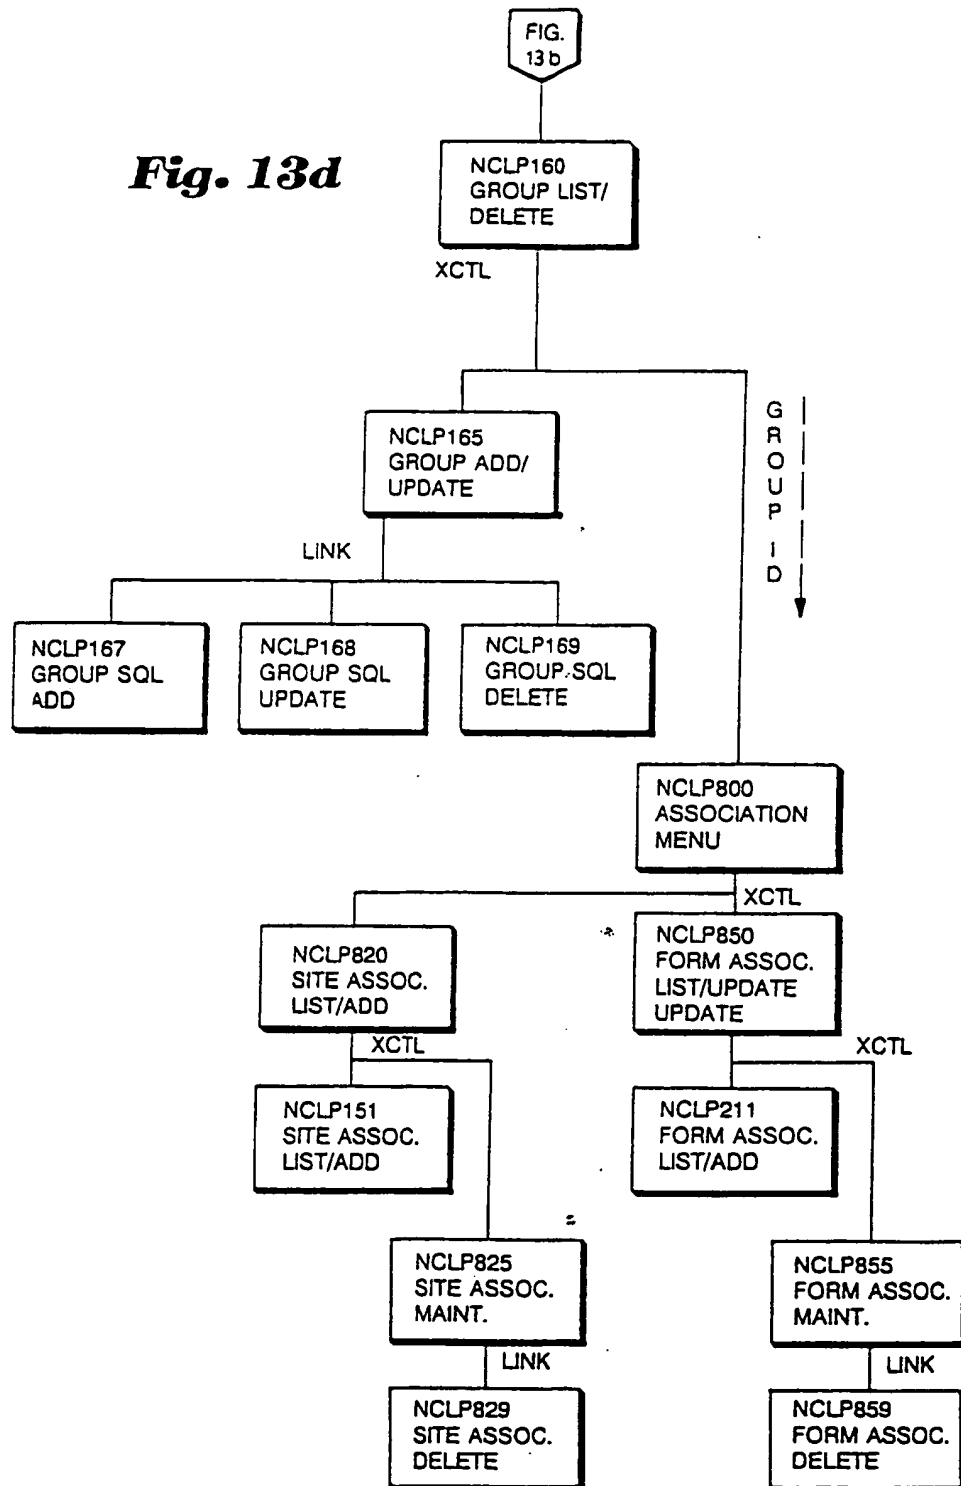 FIG.
13b
Fig. 13d
NCLP160
GROUP LIST/
DELETE
XCTL
GROUP ID
NCLP165
GROUP ADD/
UPDATE
LINK
NCLP167
GROUP SQL
ADD
NCLP168
GROUP SQL
UPDATE
NCLP169
GROUP SQL
DELETE
NCLP800
ASSOCIATION
MENU
XCTL
NCLP820
SITE ASSOC.
LIST/ADD
NCLP850
FORM ASSOC.
LIST/UPDATE
UPDATE
XCTL
XCTL
NCLP151
SITE ASSOC.
LIST/ADD
NCLP211
FORM ASSOC.
LIST/ADD
NCLP825
SITE ASSOC.
MAINT.
NCLP855
FORM ASSOC.
MAINT.
LINK
LINK
NCLP829
SITE ASSOC.
DELETE
NCLP859
FORM ASSOC.
DELETE